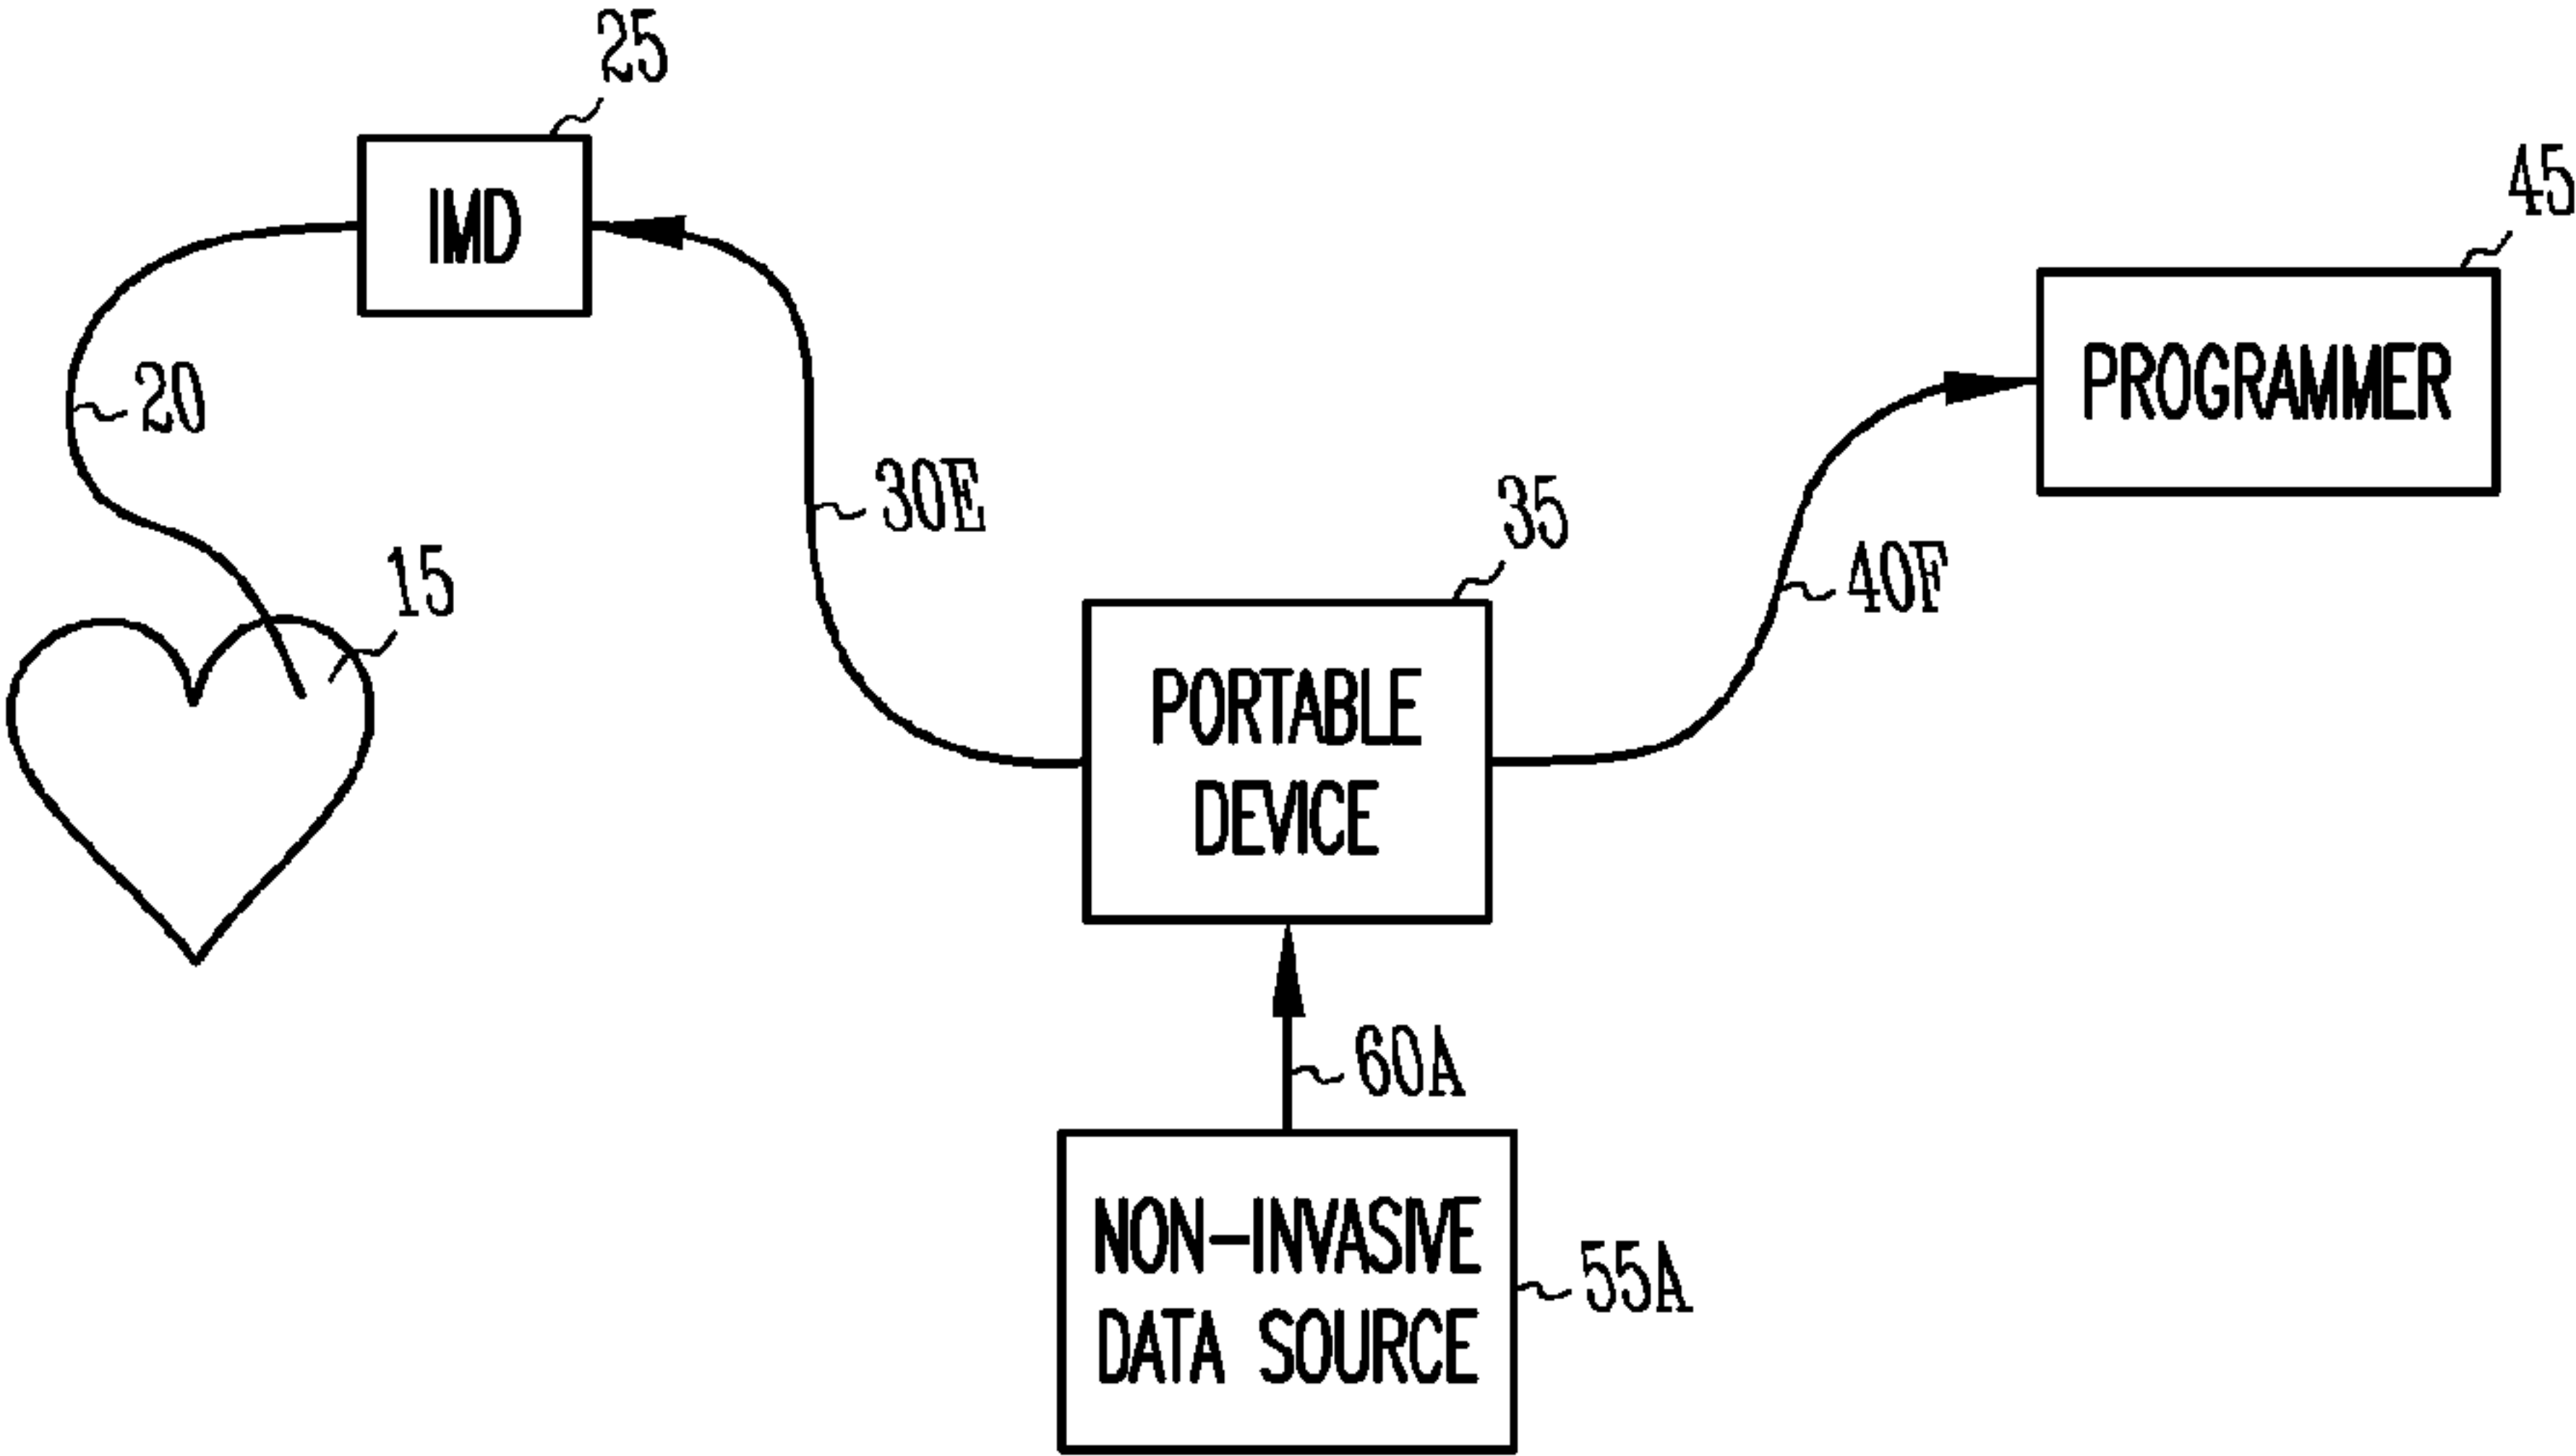 25
IMD
45
PROGRAMMER
20
30E
35
15
40F
PORTABLE
DEVICE
60A
NON-INVASIVE
DATA SOURCE
55A